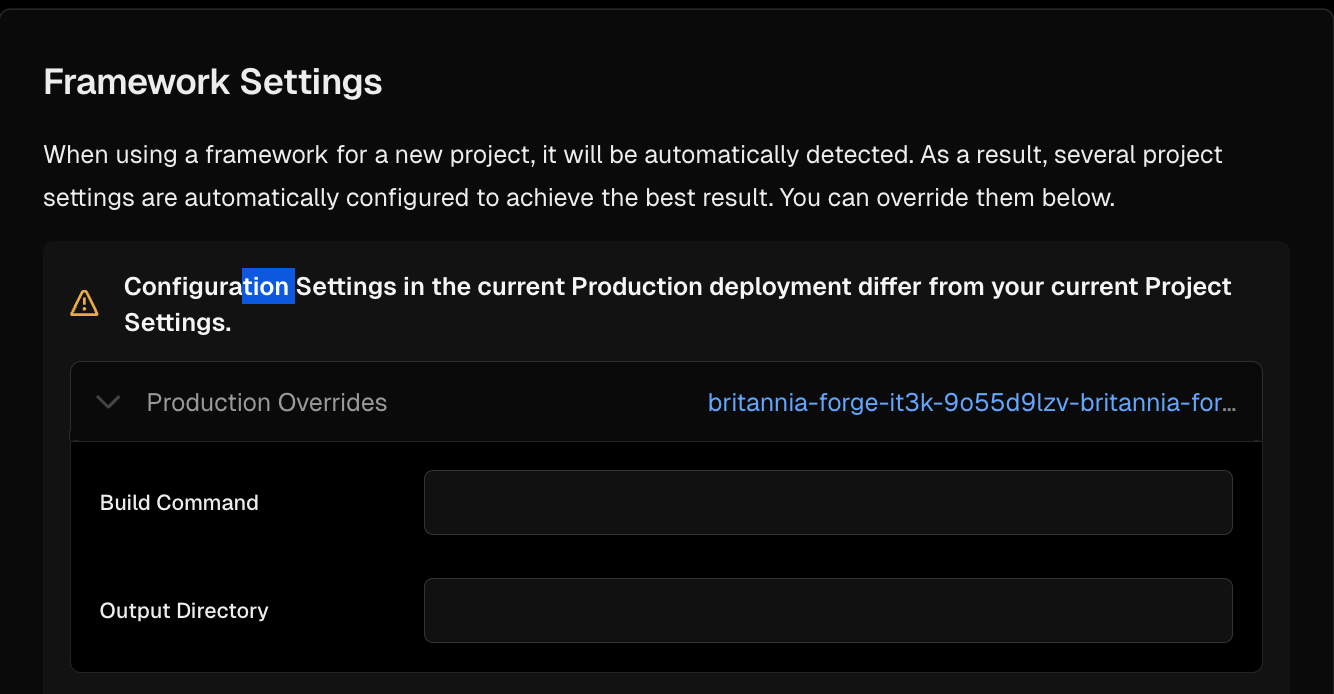 Framework Settings
When using a framework for a new project, it will be automatically detected. As a result, several project
settings are automatically configured to achieve the best result. You can override them below.
Configuration Settings in the current Production deployment differ from your current Project
Settings.
Production Overrides britannia-forge-it3k-9o55d9lzv-britannia-for…
Build Command
Output Directory